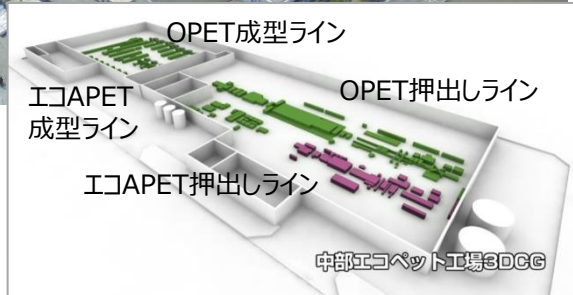 OPET成型ライン
エコAPET
成型ライン
OPET押出しライン
エコAPET押出しライン
中部エコペット工場3DCG